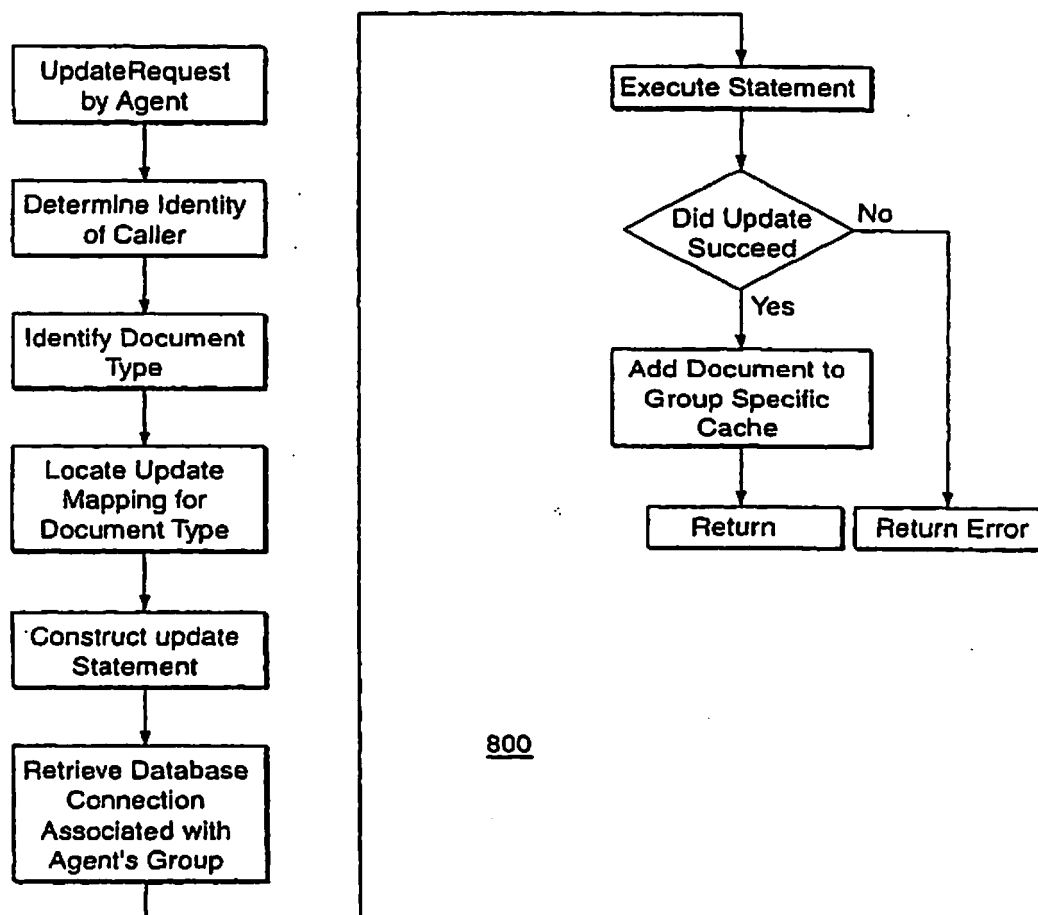 UpdateRequest
by Agent
Determine Identity
of Caller
Identify Document
Type
Locate Update
Mapping for
Document Type
Construct update
Statement
Retrieve Database
Connection
Associated with
Agent's Group
Execute Statement
Did Update
Succeed
No
Yes
Add Document to
Group Specific
Cache
Return
Return Error
800